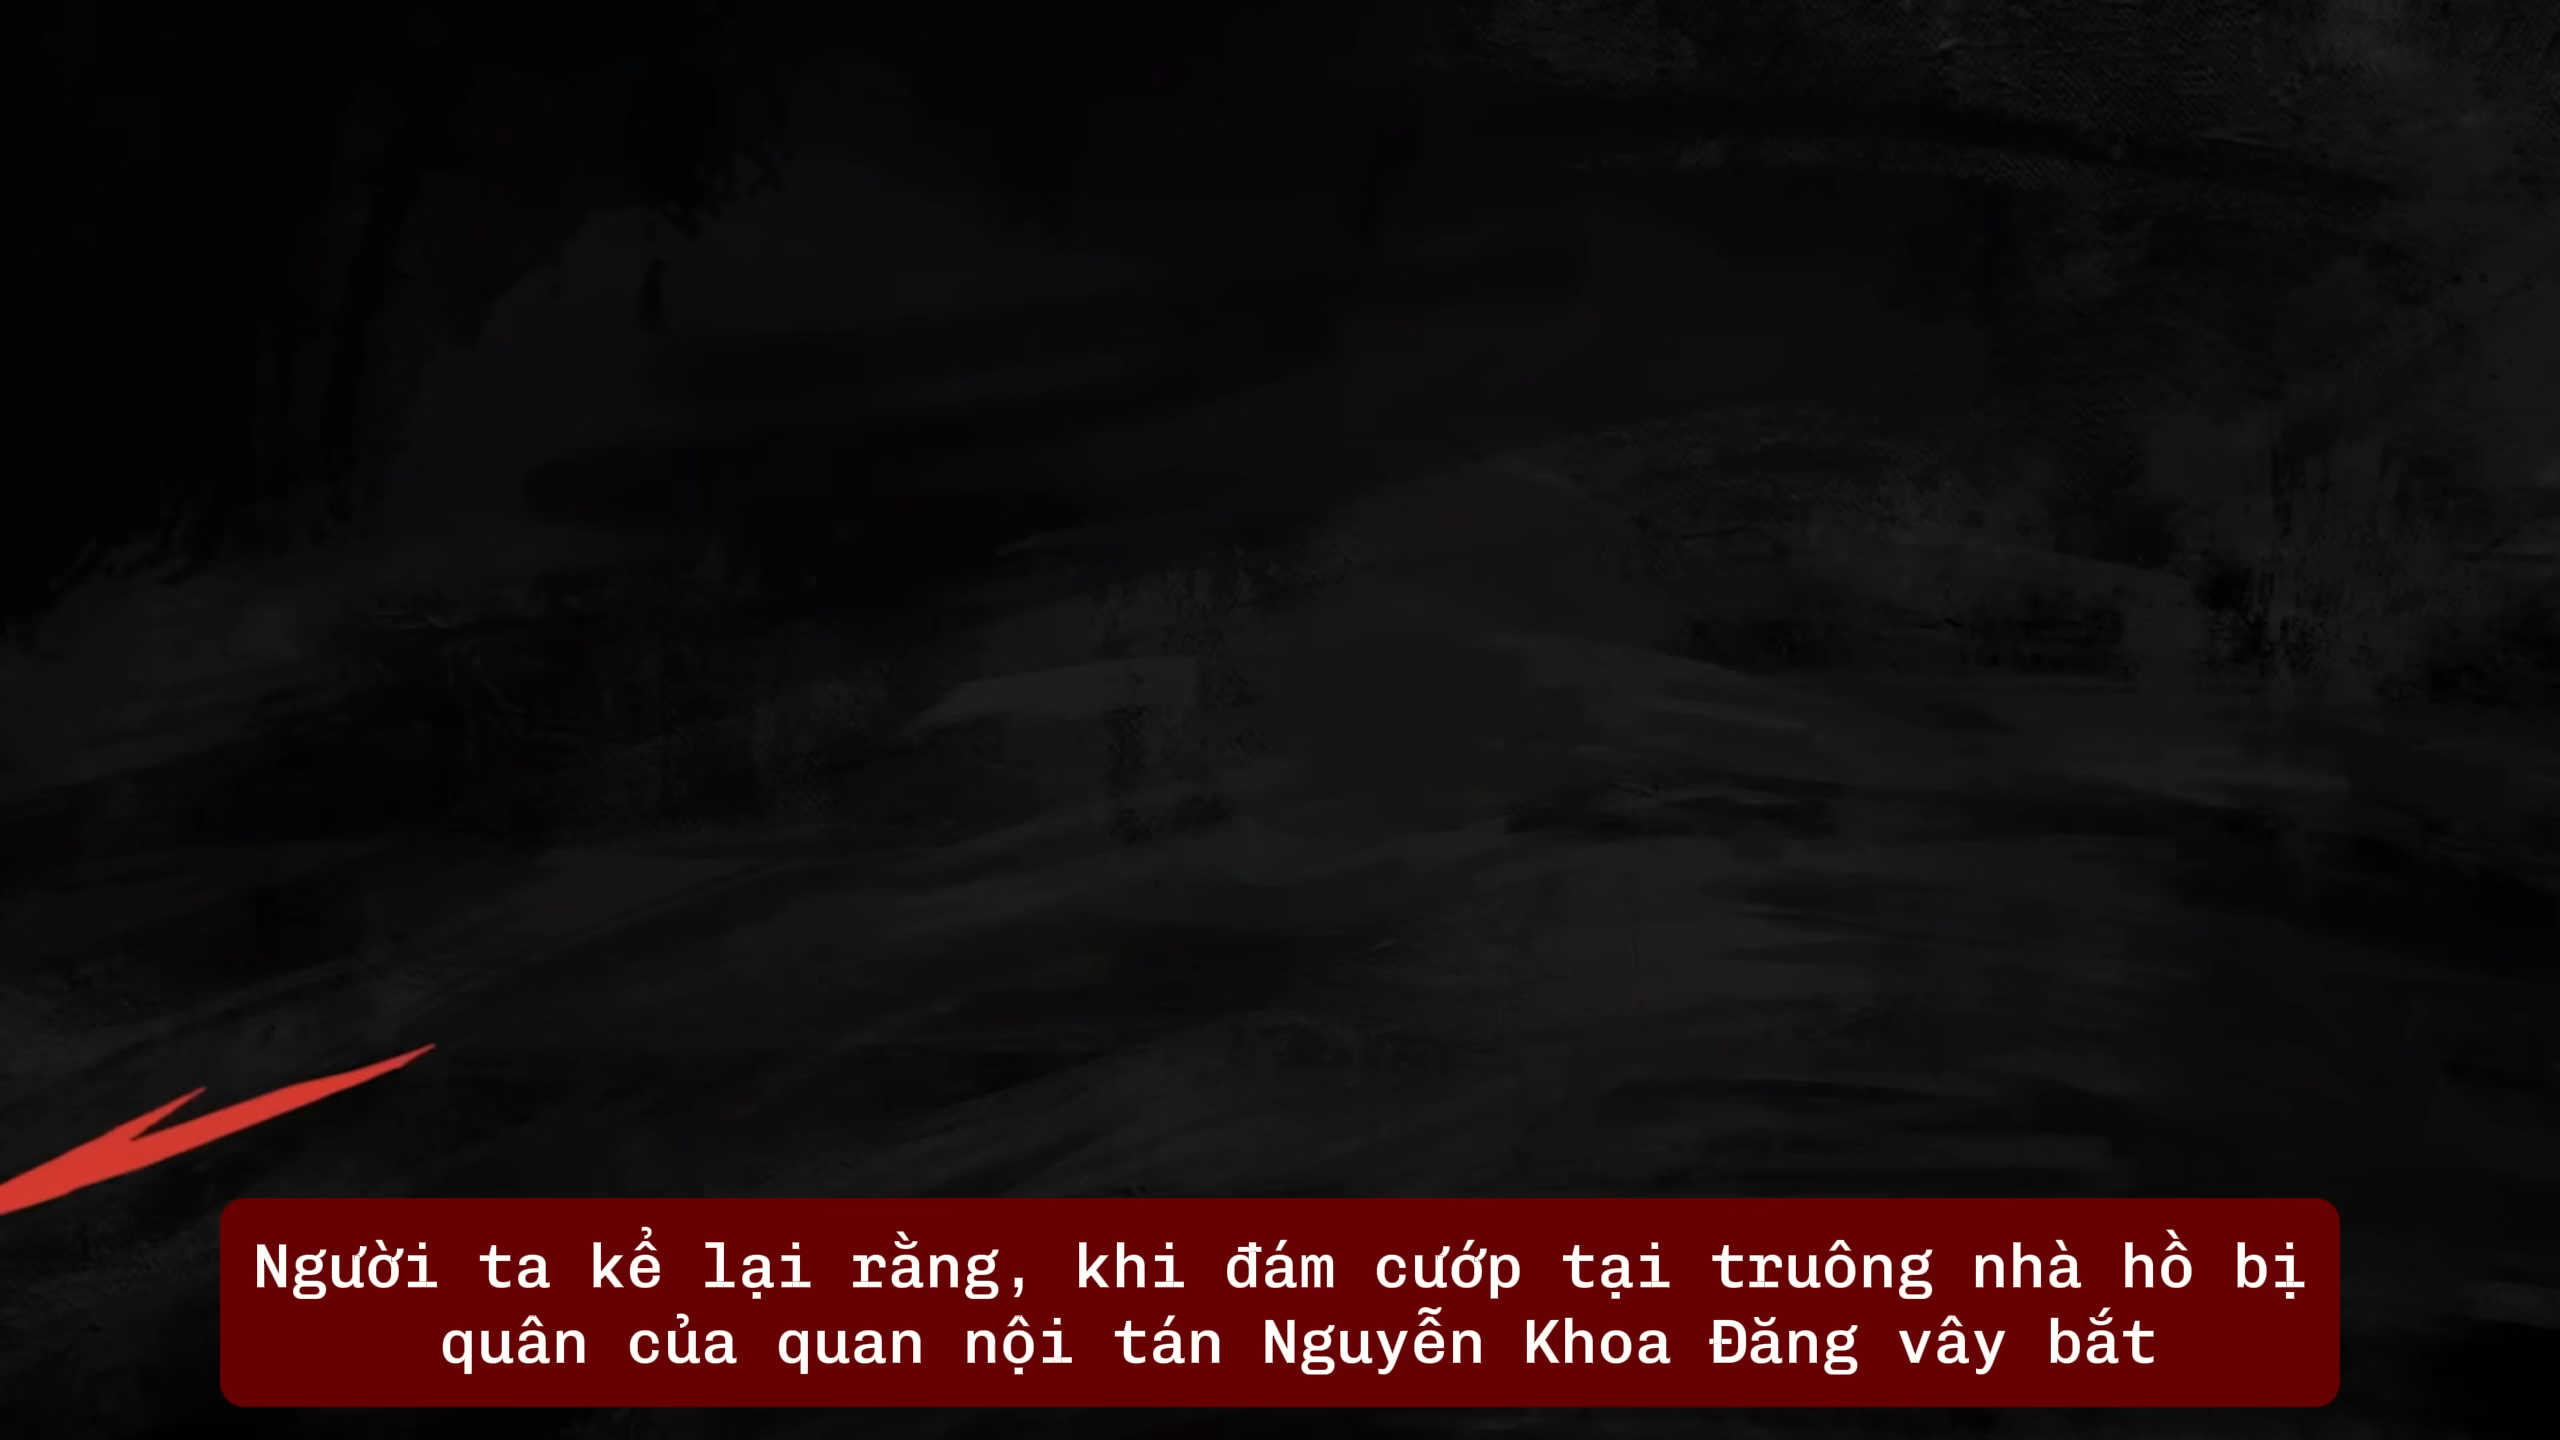 Người ta kể lại rằng, khi đám cướp tại truông nhà hồ bị
quân của quan nội tán Nguyễn Khoa Đăng vây bắt